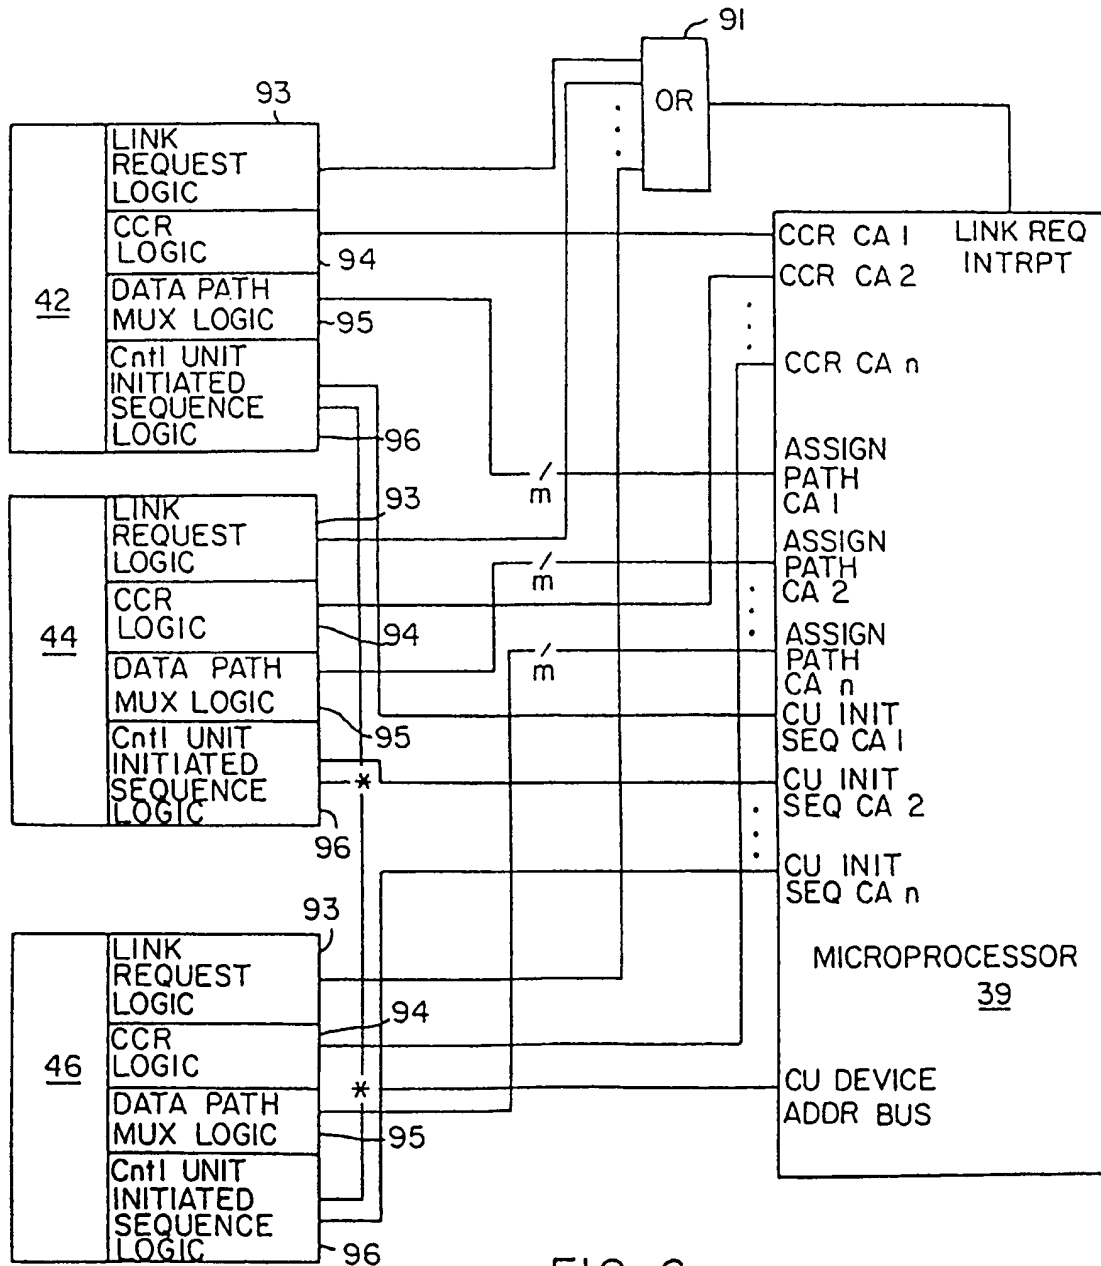 91
OR
93
42
LINK
REQUEST
LOGIC
CCR
LOGIC
94
DATA PATH
MUX LOGIC
95
Cntl UNIT
INITIATED
SEQUENCE
LOGIC
96
44
LINK
REQUEST
LOGIC
93
CCR
LOGIC
94
DATA PATH
MUX LOGIC
95
Cntl UNIT
INITIATED
SEQUENCE
LOGIC
96
93
46
LINK
REQUEST
LOGIC
94
CCR
LOGIC
DATA PATH
MUX LOGIC
95
Cntl UNIT
INITIATED
SEQUENCE
LOGIC
96
m
m
m
*
*
LINK REQ
INTRPT
CCR CA 1
CCR CA 2
CCR CA n
ASSIGN
PATH
CA 1
ASSIGN
PATH
CA 2
ASSIGN
PATH
CA n
CU INIT
SEQ CA 1
CU INIT
SEQ CA 2
CU INIT
SEQ CA n
MICROPROCESSOR
39
CU DEVICE
ADDR BUS